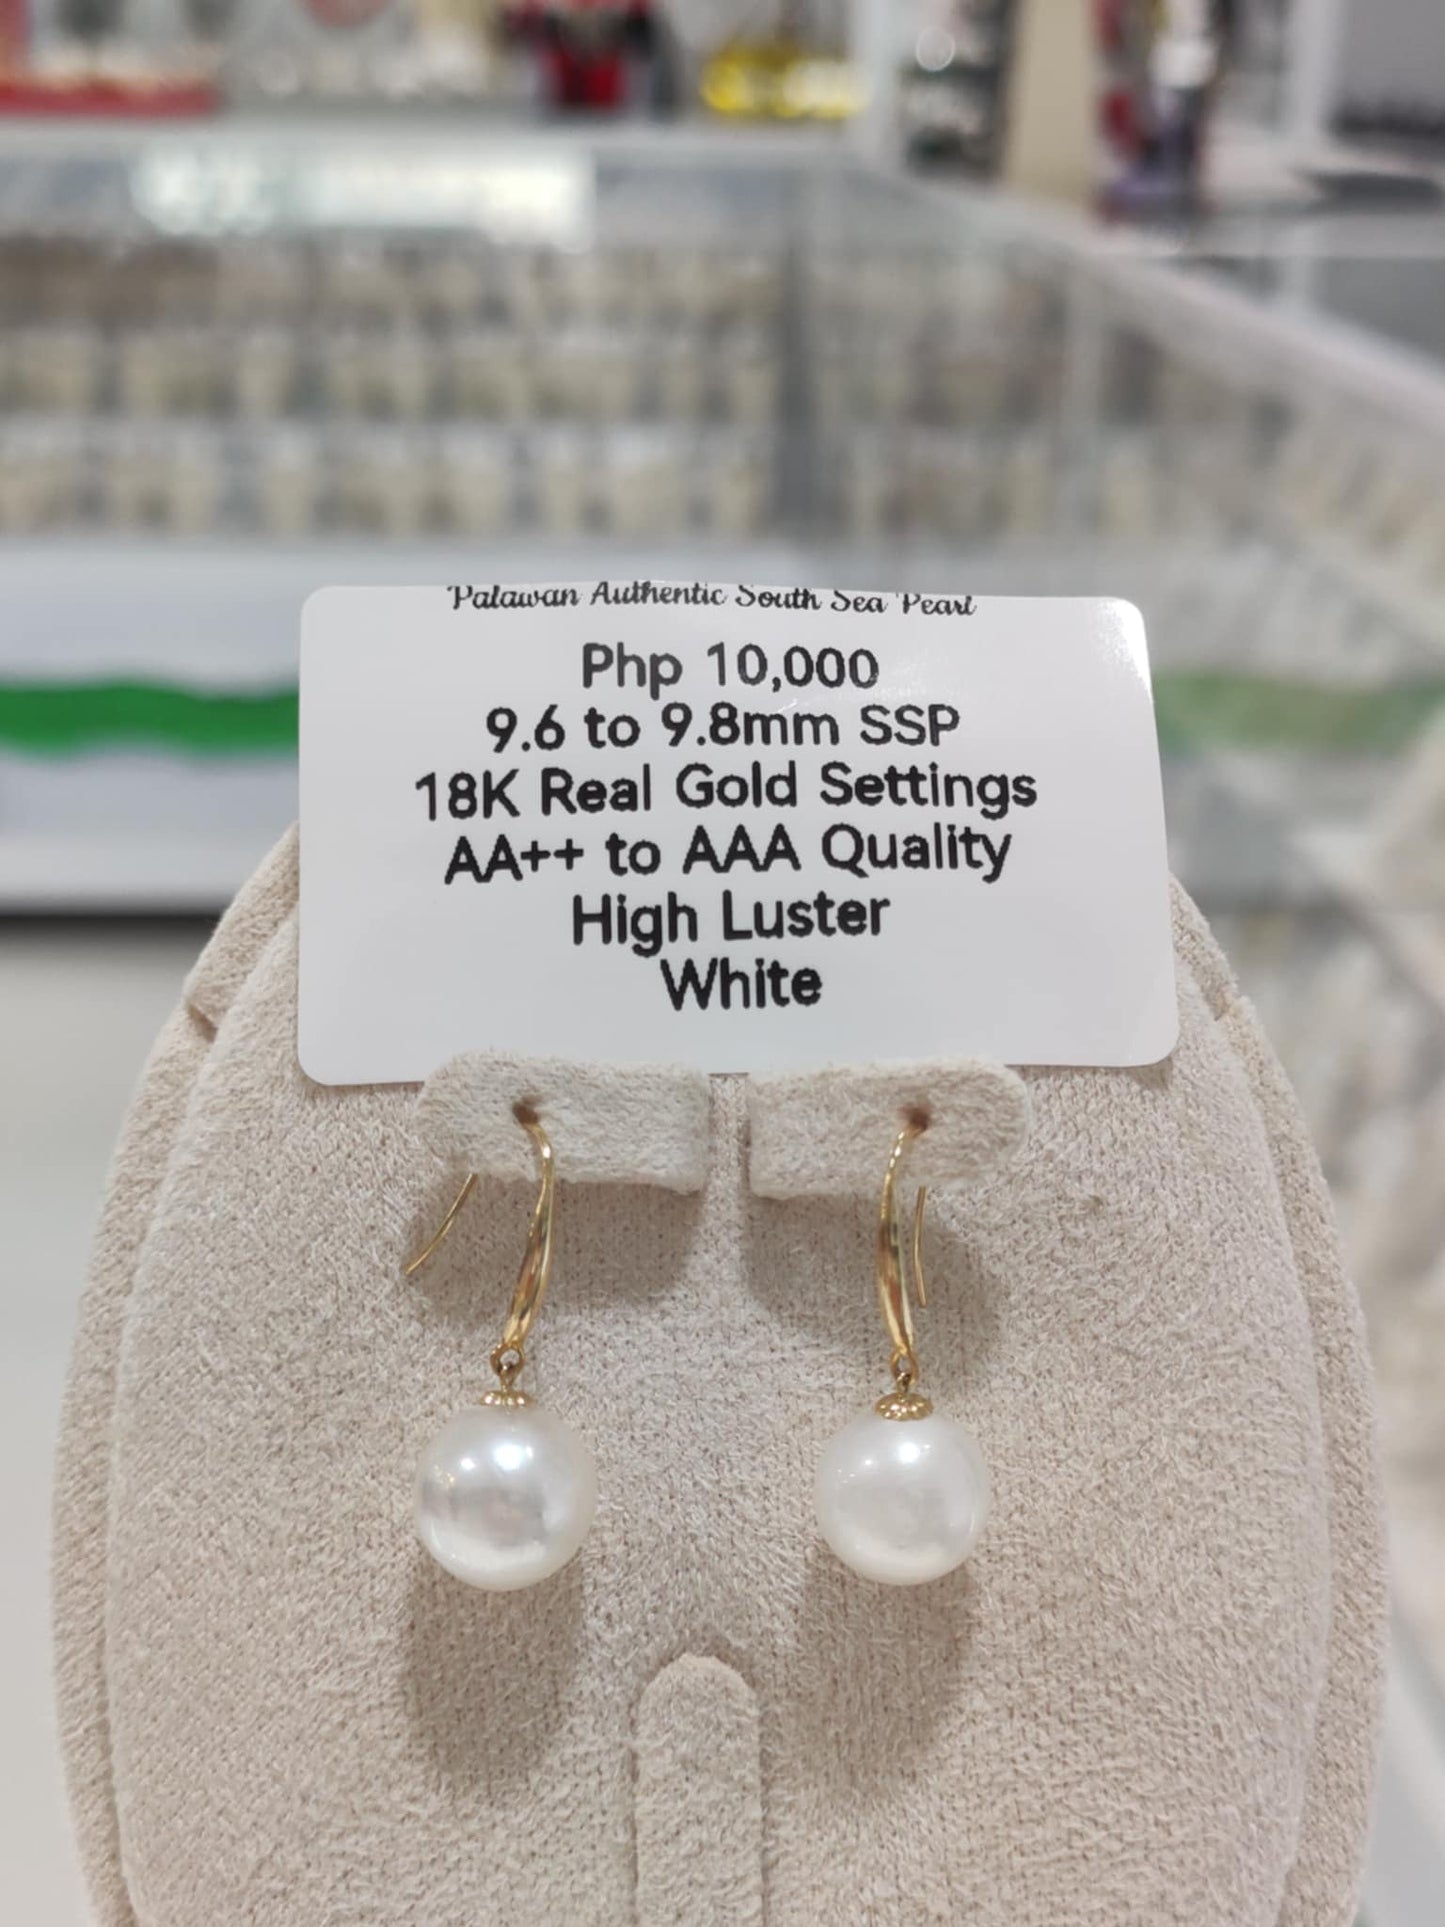 Palawan Authentic South Sea Pearl
Php 10,000
9.6 to 9.8mm SSP
18K Real Gold Settings
AA++ to AAA Quality
High Luster
White